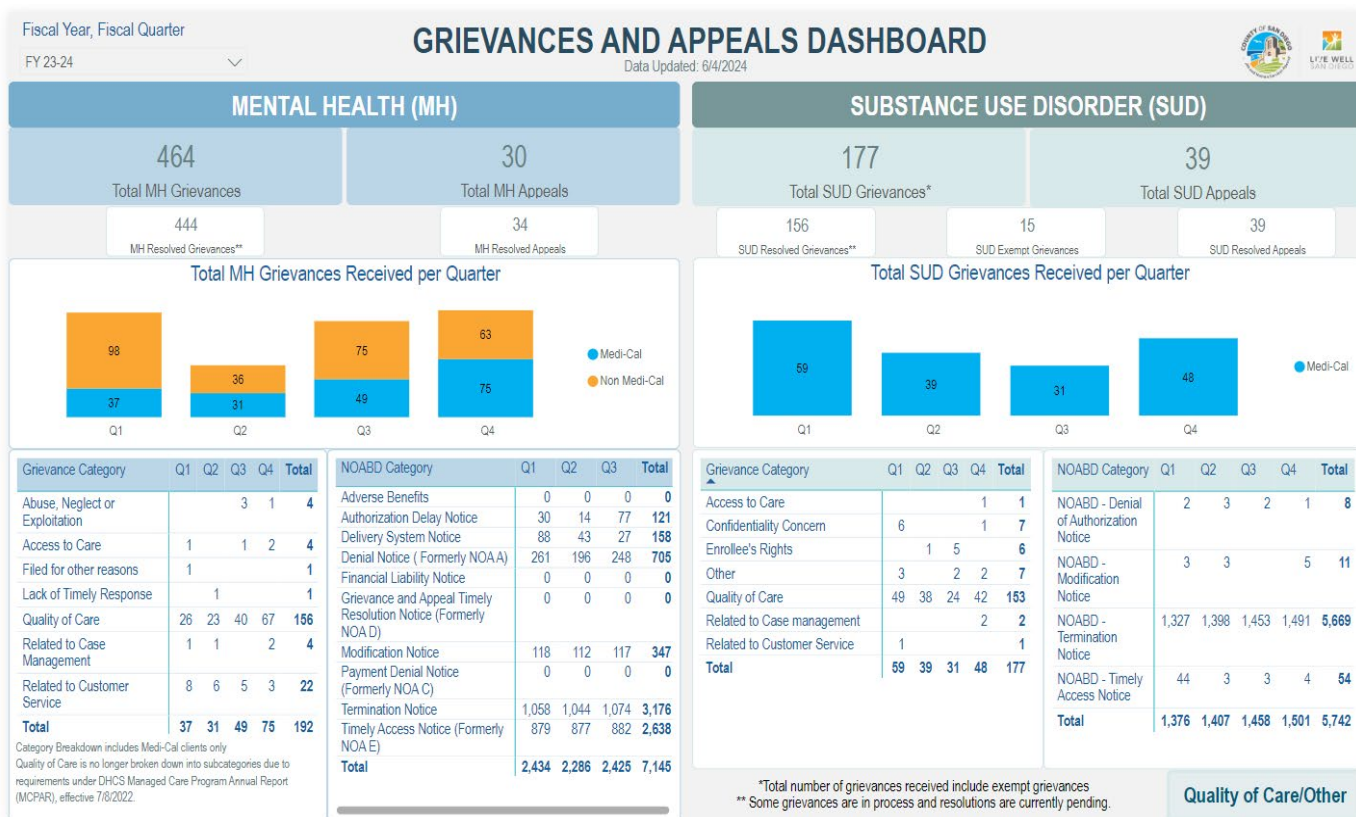 Fiscal Year, Fiscal Quarter
FY 23-24
GRIEVANCES AND APPEALS DASHBOARD
Data Updated: 6/4/2024
COUNTY OF SAN DIEGO
LIVE WELL
SAN DIEGO
MENTAL HEALTH (MH)
464
Total MH Grievances
30
Total MH Appeals
444
MH Resolved Grievances**
34
MH Resolved Appeals
Total MH Grievances Received per Quarter
98
37
36
31
75
49
63
75
Q1
Q2
Q3
Q4
Medi-Cal
Non Medi-Cal
Grievance Category Q1 Q2 Q3 Q4 Total
Abuse, Neglect or 3 1 4
Exploitation
Access to Care 1 1 2 4
Filed for other reasons 1 1
Lack of Timely Response 1 1
Quality of Care 26 23 40 67 156
Related to Case 1 1 2 4
Management
Related to Customer 8 6 5 3 22
Service
Total 37 31 49 75 192
Category Breakdown includes Medi-Cal clients only
Quality of Care is no longer broken down into subcategories due to
requirements under DHCS Managed Care Program Annual Report
(MCPAR), effective 7/8/2022.
NOABD Category Q1 Q2 Q3 Total
Adverse Benefits 0 0 0 0
Authorization Delay Notice 30 14 77 121
Delivery System Notice 88 43 27 158
Denial Notice ( Formerly NOA A) 261 196 248 705
Financial Liability Notice 0 0 0 0
Grievance and Appeal Timely 0 0 0 0
Resolution Notice (Formerly
NOA D)
Modification Notice 118 112 117 347
Payment Denial Notice 0 0 0 0
(Formerly NOA C)
Termination Notice 1,058 1,044 1,074 3,176
Timely Access Notice (Formerly 879 877 882 2,638
NOA E)
Total 2,434 2,286 2,425 7,145
SUBSTANCE USE DISORDER (SUD)
177
Total SUD Grievances*
39
Total SUD Appeals
156
SUD Resolved Grievances**
15
SUD Exempt Grievances
39
SUD Resolved Appeals
Total SUD Grievances Received per Quarter
59
39
31
48
Q1
Q2
Q3
Q4
Medi-Cal
Grievance Category Q1 Q2 Q3 Q4 Total
Access to Care 1 1
Confidentiality Concern 6 1 7
Enrollee's Rights 1 5 6
Other 3 2 2 7
Quality of Care 49 38 24 42 153
Related to Case management 2 2
Related to Customer Service 1 1
Total 59 39 31 48 177
NOABD Category Q1 Q2 Q3 Q4 Total
NOABD - Denial 2 3 2 1 8
of Authorization
Notice
NOABD - 3 3 5 11
Modification
Notice
NOABD - 1,327 1,398 1,453 1,491 5,669
Termination
Notice
NOABD - Timely 44 3 3 4 54
Access Notice
Total 1,376 1,407 1,458 1,501 5,742
*Total number of grievances received include exempt grievances
** Some grievances are in process and resolutions are currently pending.
Quality of Care/Other